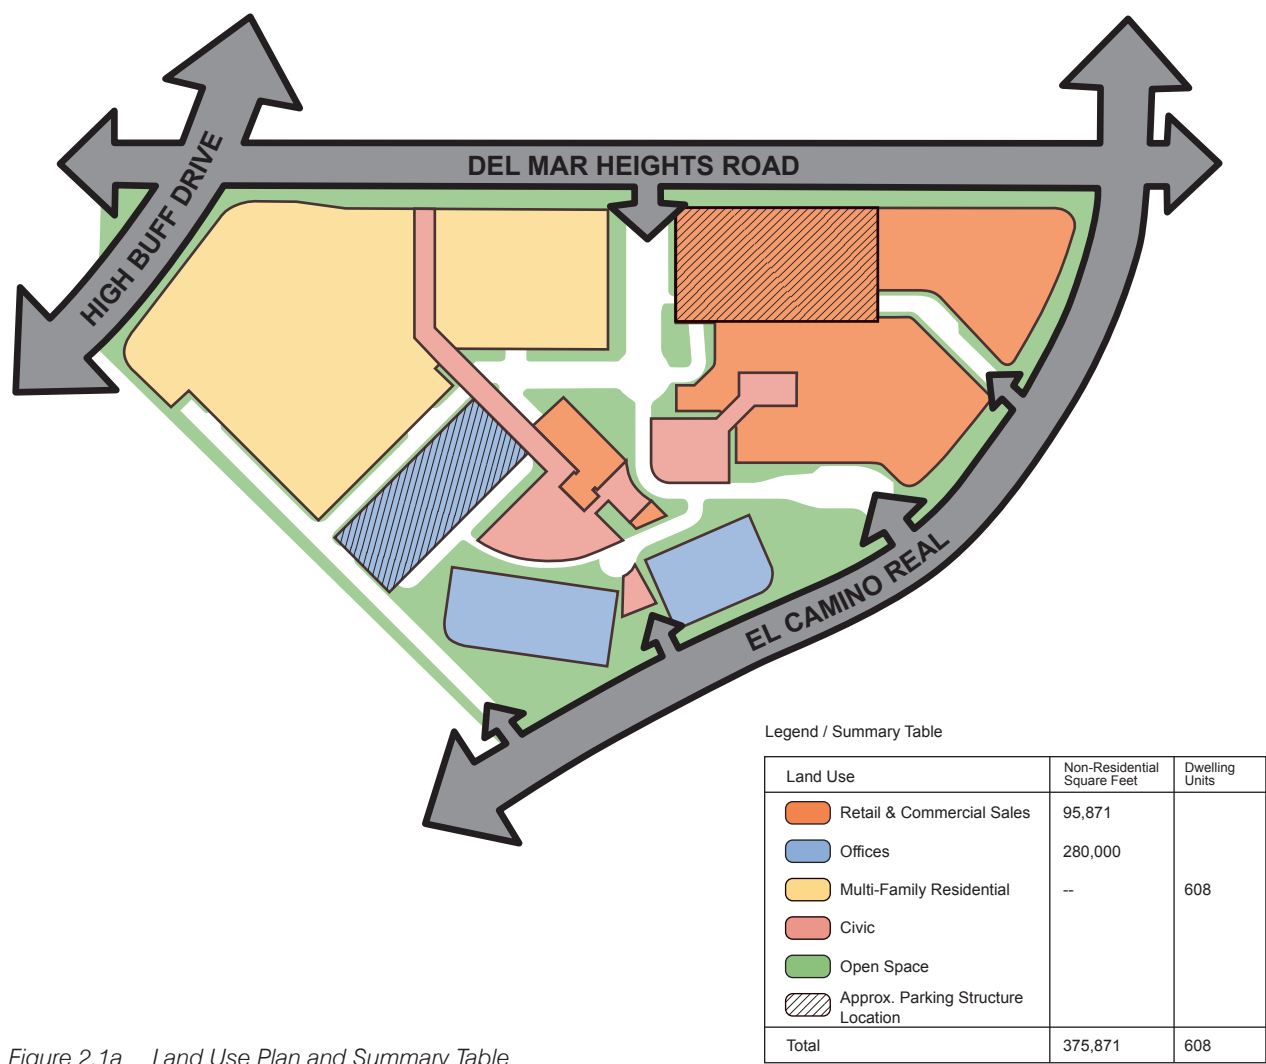 DEL MAR HEIGHTS ROAD
HIGH BUFF DRIVE
EL CAMINO REAL
Legend / Summary Table
Land Use
Non-Residential
Square Feet
Dwelling
Units
Retail & Commercial Sales 95,871
Offices 280,000
Multi-Family Residential -- 608
Civic
Open Space
Approx. Parking Structure
Location
Total 375,871 608
Figure 2.1a Land Use Plan and Summary Table